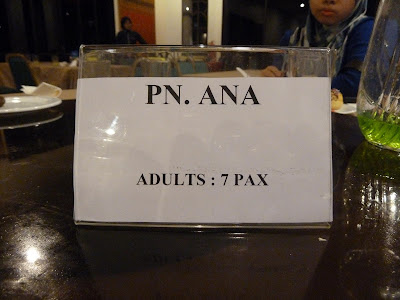 PN. ANA
ADULTS : 7 PAX